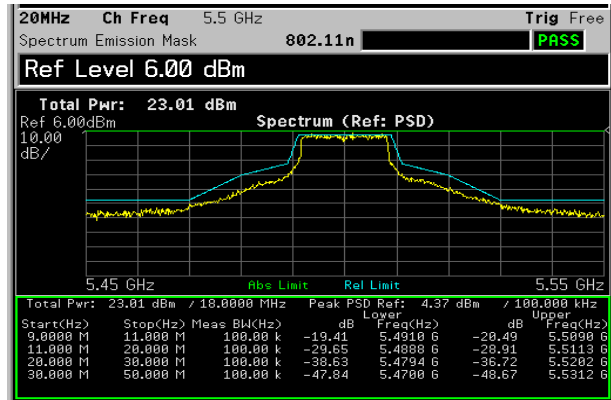 20MHz Ch Freq 5.5 GHz Trig Free
Spectrum Emission Mask 802.11n PASS
Ref Level 6.00 dBm
Total Pwr: 23.01 dBm
Ref 6.00dBm Spectrum (Ref: PSD)
10.00
dB/
5.45 GHz Abs Limit Rel Limit 5.55 GHz
Total Pwr: 23.01 dBm / 18.0000 MHz Peak PSD Ref: 4.37 dBm / 100.000 kHz
Lower Upper
Start(Hz) Stop(Hz) Meas BW(Hz) dB Freq(Hz) dB Freq(Hz)
9.0000 M 11.000 M 100.00 k -19.41 5.4910 G -20.49 5.5090 G
11.000 M 20.000 M 100.00 k -29.65 5.4888 G -28.91 5.5113 G
20.000 M 30.000 M 100.00 k -38.63 5.4794 G -36.72 5.5202 G
30.000 M 50.000 M 100.00 k -47.84 5.4700 G -48.67 5.5312 G